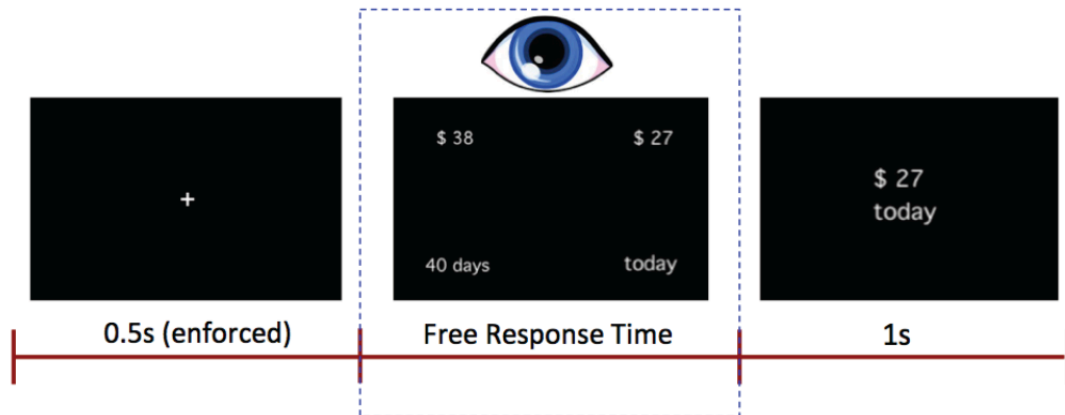 +
$ 38 $ 27
40 days today
$ 27
today
0.5s (enforced) Free Response Time 1s